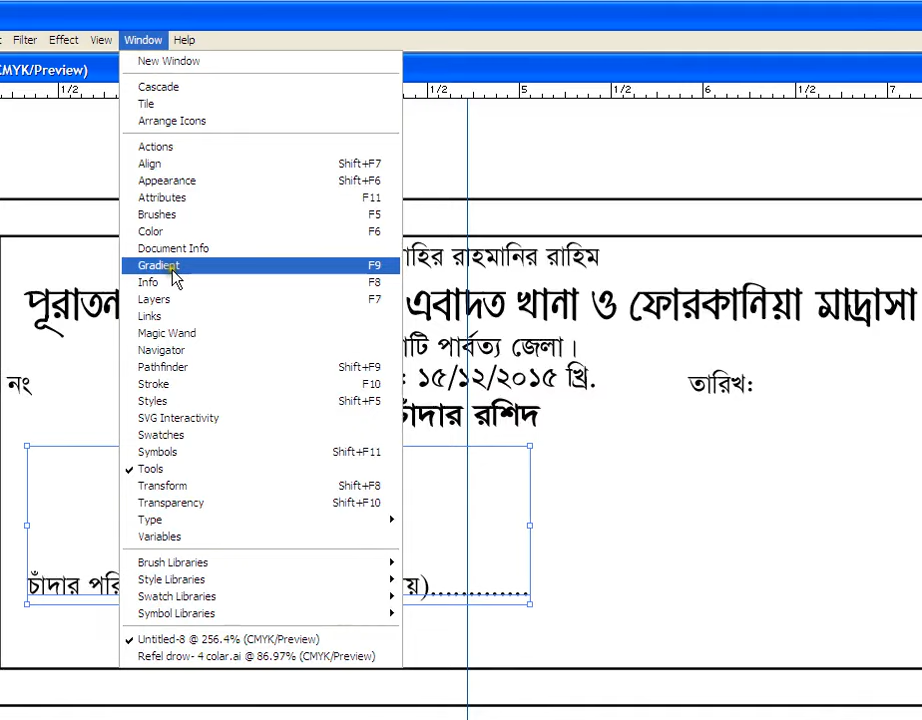 Filter Effect View Window Help
CMYK/Preview)
New Window
1/2 1/2 5 1/2 6 1/2 7
Cascade
Tile
Arrange Icons
Actions
Align Shift+F7
Appearance Shift+F6
Attributes F11
Brushes F5
Color F6
Document Info
Gradient F9
Info F8
Layers F7
Links
Magic Wand
Navigator
Pathfinder Shift+F9
Stroke F10
Styles Shift+F5
SVG Interactivity
Swatches
Symbols Shift+F11
Tools
Transform Shift+F8
Transparency Shift+F10
Type
Variables
Brush Libraries
Style Libraries
Swatch Libraries
Symbol Libraries
Untitled-8 @ 256.4% (CMYK/Preview)
Refel drow- 4 colar.ai @ 86.97% (CMYK/Preview)
রাহমানির রাহিম
পূরাতন এবাদত খানা ও ফোরকানিয়া মাদ্রাসা
পার্বত্য জেলা।
নং : ১৫/১২/২০১৫ খ্রি. তারিখ:
চাঁদার রশিদ
চাঁদার পরি য়)..............